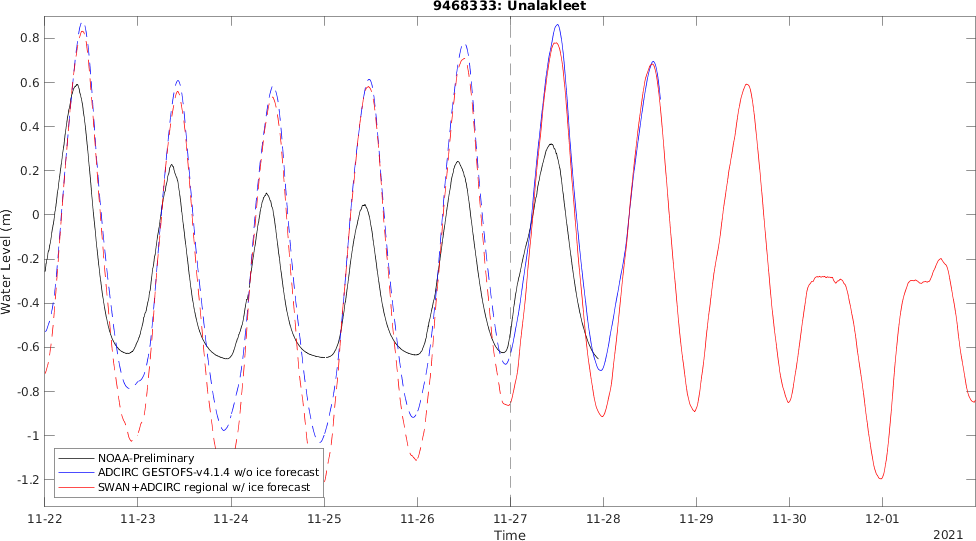 9468333: Unalakleet
Water Level (m)
0.8
0.6
0.4
0.2
0
-0.2
-0.4
-0.6
-0.8
-1
-1.2
NOAA-Preliminary
ADCIRC GESTOFS-v4.1.4 w/o ice forecast
SWAN+ADCIRC regional w/ ice forecast
11-22 11-23 11-24 11-25 11-26 11-27 11-28 11-29 11-30 12-01
Time
2021